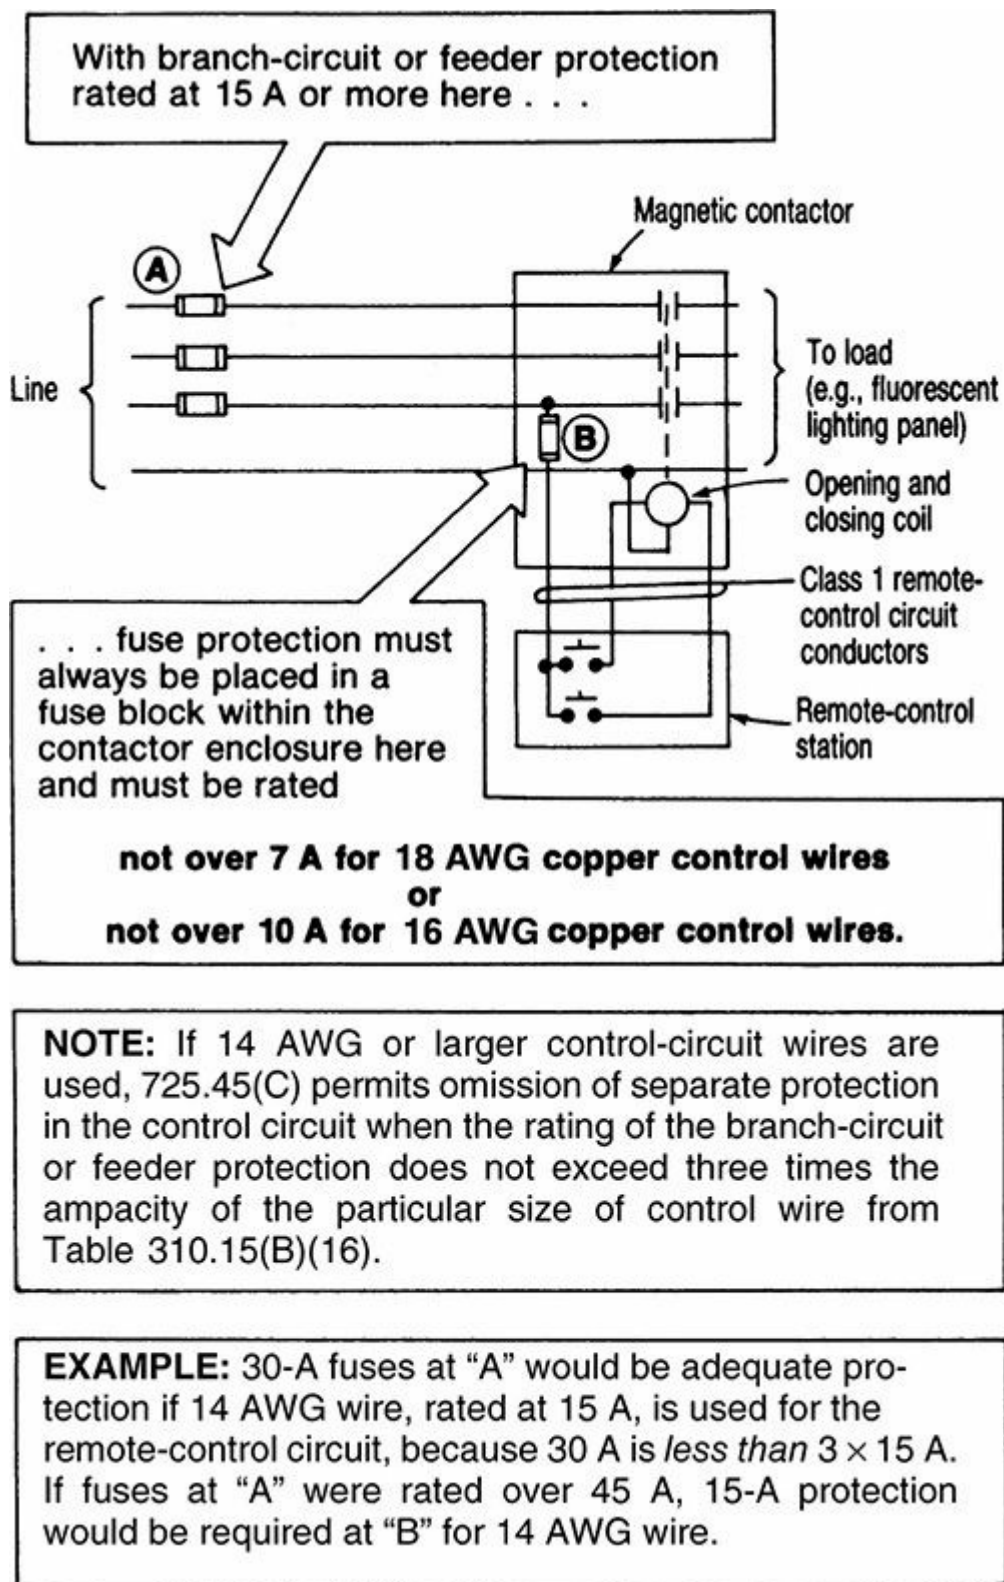 With branch-circuit or feeder protection
rated at 15 A or more here . . .
Magnetic contactor
A
Line
To load
(e.g., fluorescent
lighting panel)
B
Opening and
closing coil
Class 1 remote-
control circuit
conductors
Remote-control
station
. . . fuse protection must
always be placed in a
fuse block within the
contactor enclosure here
and must be rated
not over 7 A for 18 AWG copper control wires
or
not over 10 A for 16 AWG copper control wires.
NOTE: If 14 AWG or larger control-circuit wires are
used, 725.45(C) permits omission of separate protection
in the control circuit when the rating of the branch-circuit
or feeder protection does not exceed three times the
ampacity of the particular size of control wire from
Table 310.15(B)(16).
EXAMPLE: 30-A fuses at “A” would be adequate pro-
tection if 14 AWG wire, rated at 15 A, is used for the
remote-control circuit, because 30 A is less than 3 × 15 A.
If fuses at “A” were rated over 45 A, 15-A protection
would be required at “B” for 14 AWG wire.